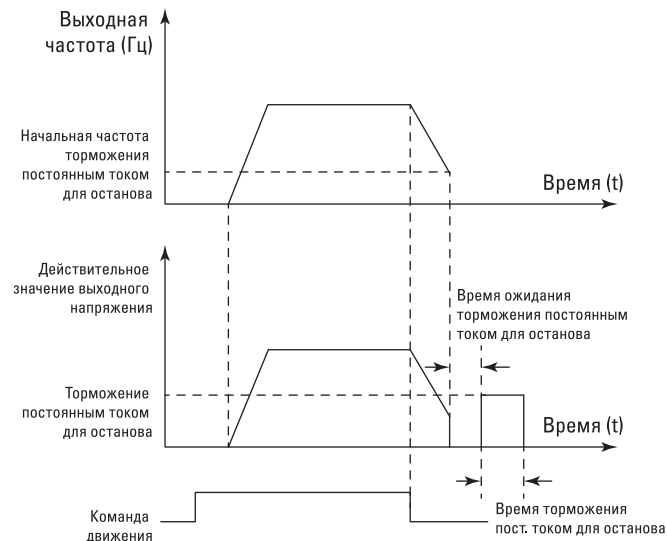 Выходная
частота (Гц)
Начальная частота
торможения
постоянным током
для останова
Время (t)
Действительное
значение выходного
напряжения
Время ожидания
торможения постоянным
током для останова
Торможение
постоянным током
для останова
Время (t)
Команда
движения
Время торможения
пост. током для останова